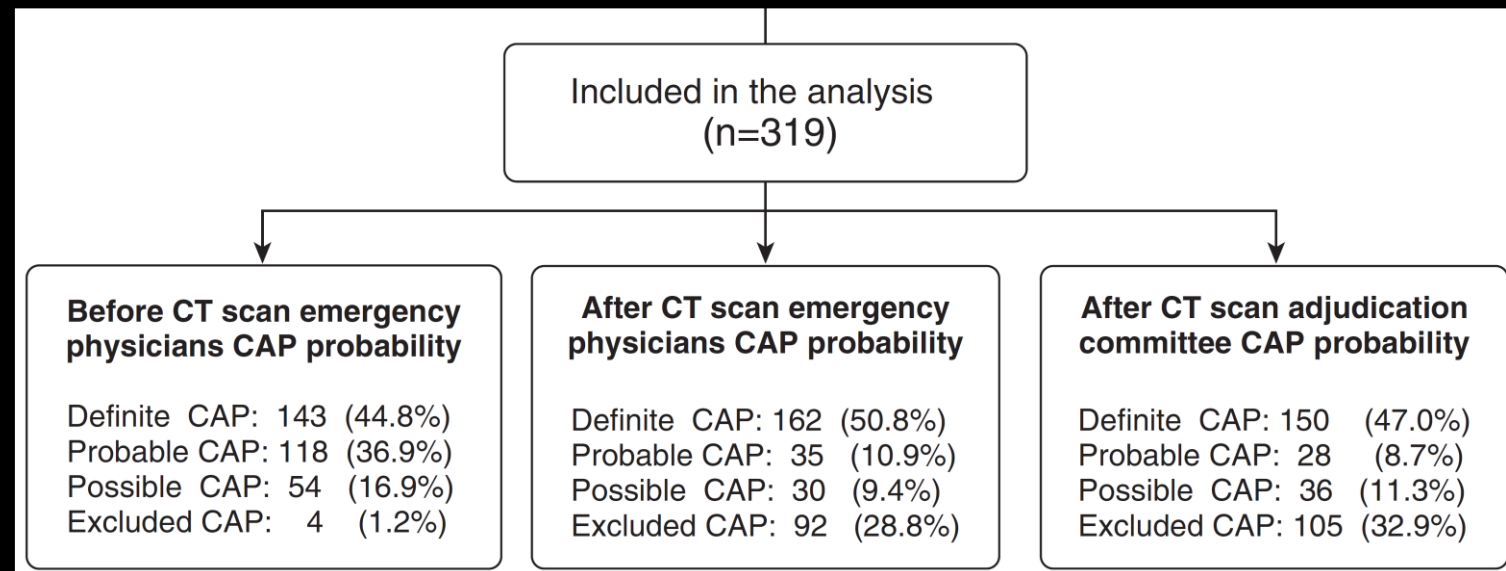 Included in the analysis
(n=319)
Before CT scan emergency
physicians CAP probability
Definite CAP: 143 (44.8%)
Probable CAP: 118 (36.9%)
Possible CAP: 54 (16.9%)
Excluded CAP: 4 (1.2%)
After CT scan emergency
physicians CAP probability
Definite CAP: 162 (50.8%)
Probable CAP: 35 (10.9%)
Possible CAP: 30 (9.4%)
Excluded CAP: 92 (28.8%)
After CT scan adjudication
committee CAP probability
Definite CAP: 150 (47.0%)
Probable CAP: 28 (8.7%)
Possible CAP: 36 (11.3%)
Excluded CAP: 105 (32.9%)